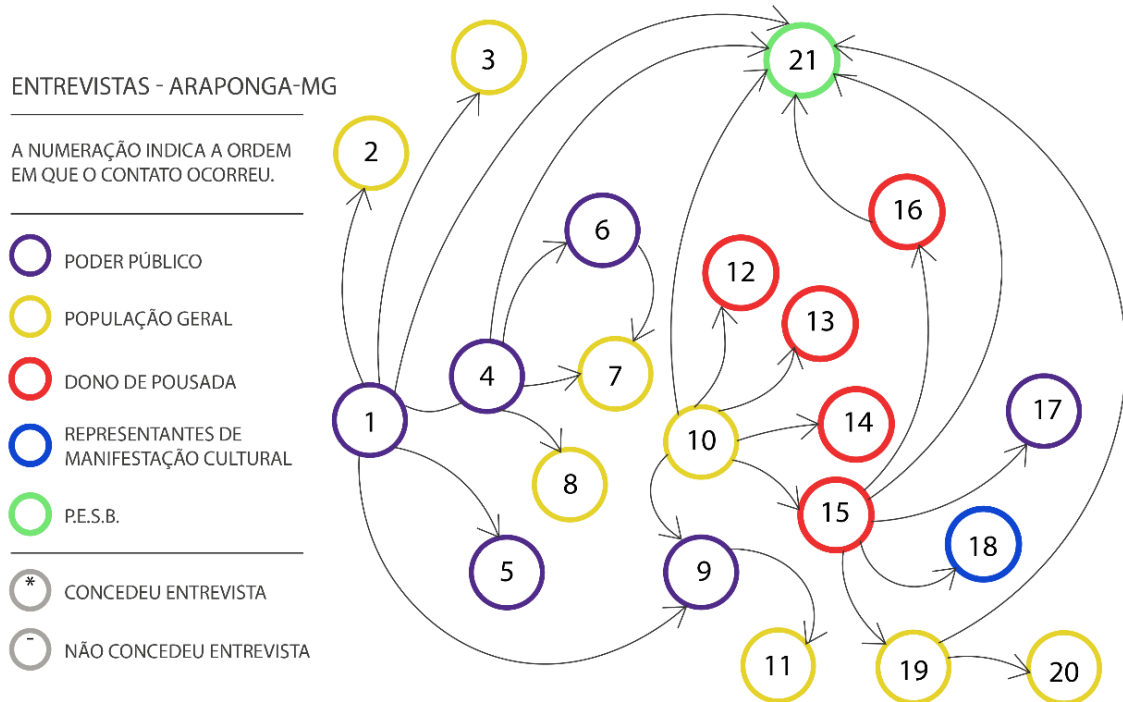 ENTREVISTAS - ARAPONGA-MG
A NUMERAÇÃO INDICA A ORDEM
EM QUE O CONTATO OCORREU.
PODER PÚBLICO
POPULAÇÃO GERAL
DONO DE POUSADA
REPRESENTANTES DE
MANIFESTAÇÃO CULTURAL
P.E.S.B.
* CONCEDEU ENTREVISTA
- NÃO CONCEDEU ENTREVISTA
1
2
3
4
5
6
7
8
9
10
11
12
13
14
15
16
17
18
19
20
21